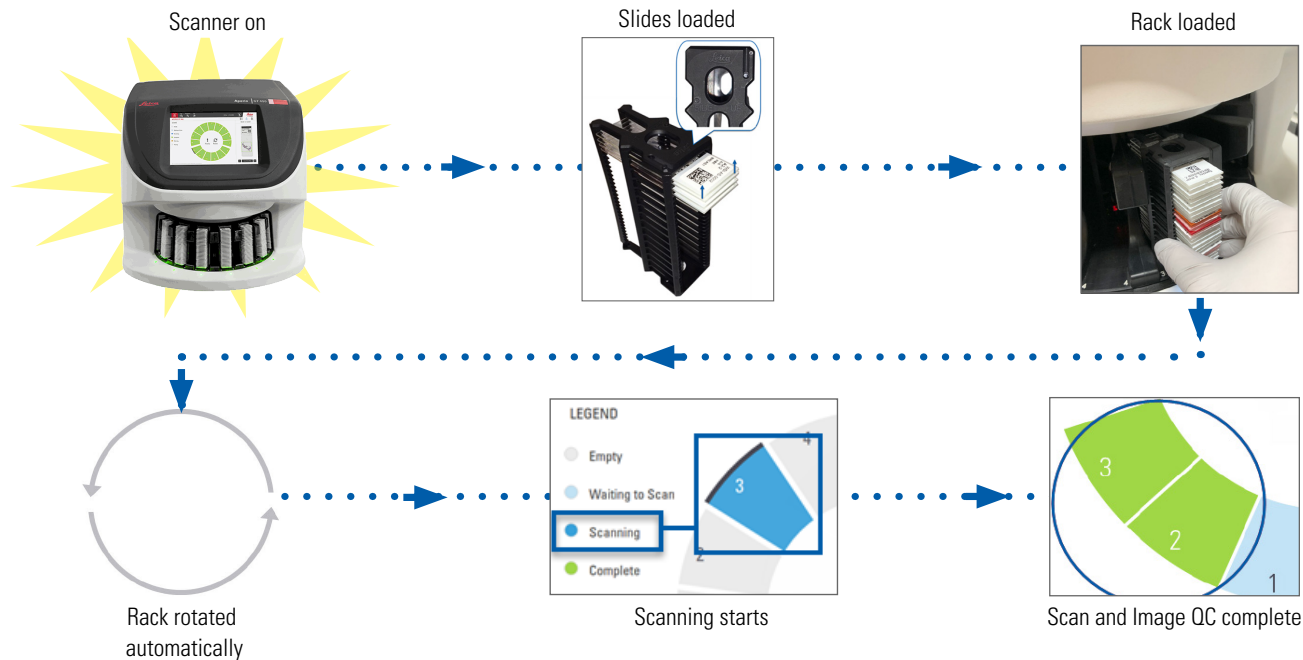 Scanner on
Slides loaded
Rack loaded
LEGEND
Empty
Waiting to Scan
Scanning
Complete
4
3
2
3
2
1
Rack rotated
automatically
Scanning starts
Scan and Image QC complete